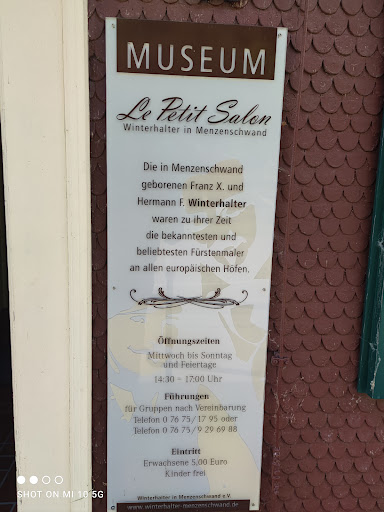 MUSEUM
Le Petit Salon
Winterhalter in Menzenschwand
Die in Menzenschwand
geborenen Franz X. und
Hermann F. Winterhalter
waren zu ihrer Zeit
die bekanntesten und
beliebtesten Fürstenmaler
an allen europäischen Höfen.
Öffnungszeiten
Mittwoch bis Sonntag
und Feiertage
14:30 - 17:00 Uhr
Führungen
für Gruppen nach Vereinbarung
Telefon 0 76 75 / 17 95 oder
Telefon 0 76 75 / 9 29 69 88
Eintritt
Erwachsene 5,00 Euro
Kinder frei
Winterhalter in Menzenschwand e.V.
www.winterhalter-menzenschwand.de
SHOT ON MI 10 5G